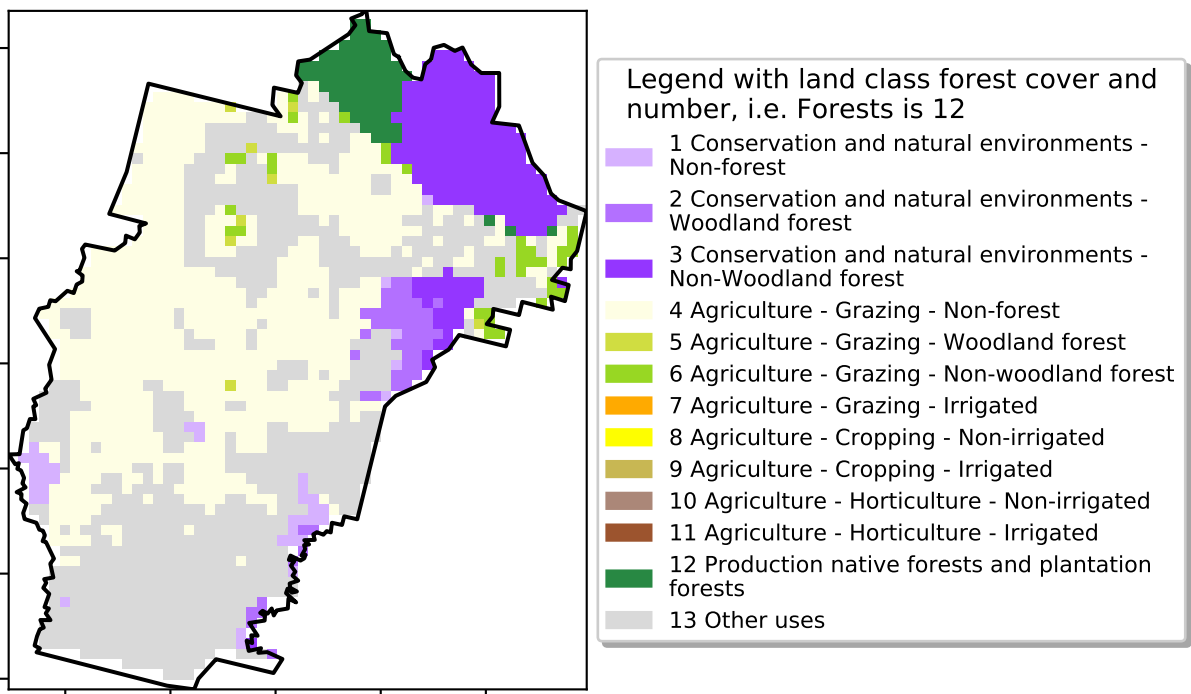 Legend with land class forest cover and
number, i.e. Forests is 12
1 Conservation and natural environments -
Non-forest
2 Conservation and natural environments -
Woodland forest
3 Conservation and natural environments -
Non-Woodland forest
4 Agriculture - Grazing - Non-forest
5 Agriculture - Grazing - Woodland forest
6 Agriculture - Grazing - Non-woodland forest
7 Agriculture - Grazing - Irrigated
8 Agriculture - Cropping - Non-irrigated
9 Agriculture - Cropping - Irrigated
10 Agriculture - Horticulture - Non-irrigated
11 Agriculture - Horticulture - Irrigated
12 Production native forests and plantation
forests
13 Other uses